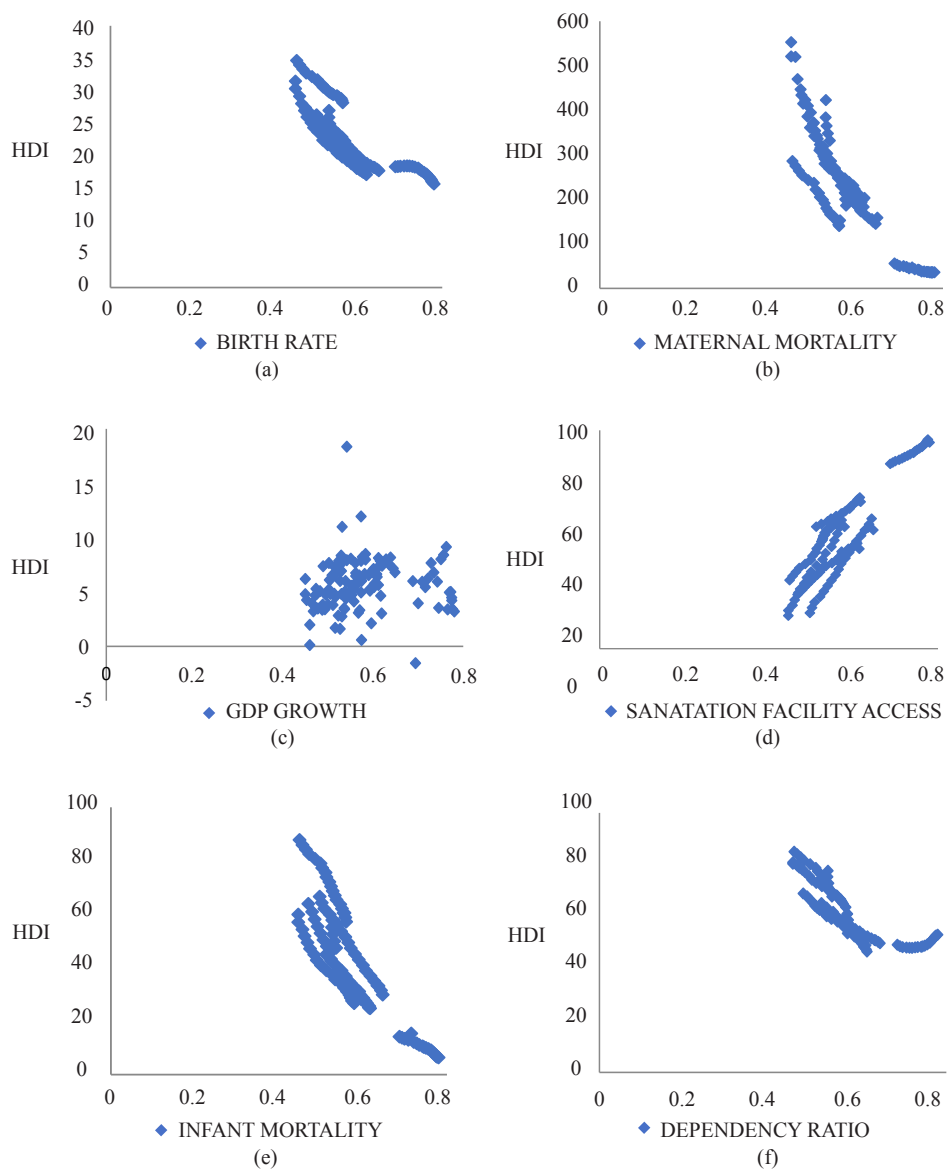 40
35
30
25
HDI
20
15
10
5
0
0 0.2 0.4 0.6 0.8
BIRTH RATE
(a)
600
500
400
HDI
300
200
100
0
0 0.2 0.4 0.6 0.8
MATERNAL MORTALITY
(b)
20
15
HDI
10
5
0
0 0.2 0.4 0.6 0.8
-5
GDP GROWTH
(c)
100
80
HDI
60
40
20
0
0 0.2 0.4 0.6 0.8
SANATATION FACILITY ACCESS
(d)
100
80
60
HDI
40
20
0
0 0.2 0.4 0.6 0.8
INFANT MORTALITY
(e)
100
80
60
HDI
40
20
0
0 0.2 0.4 0.6 0.8
DEPENDENCY RATIO
(f)